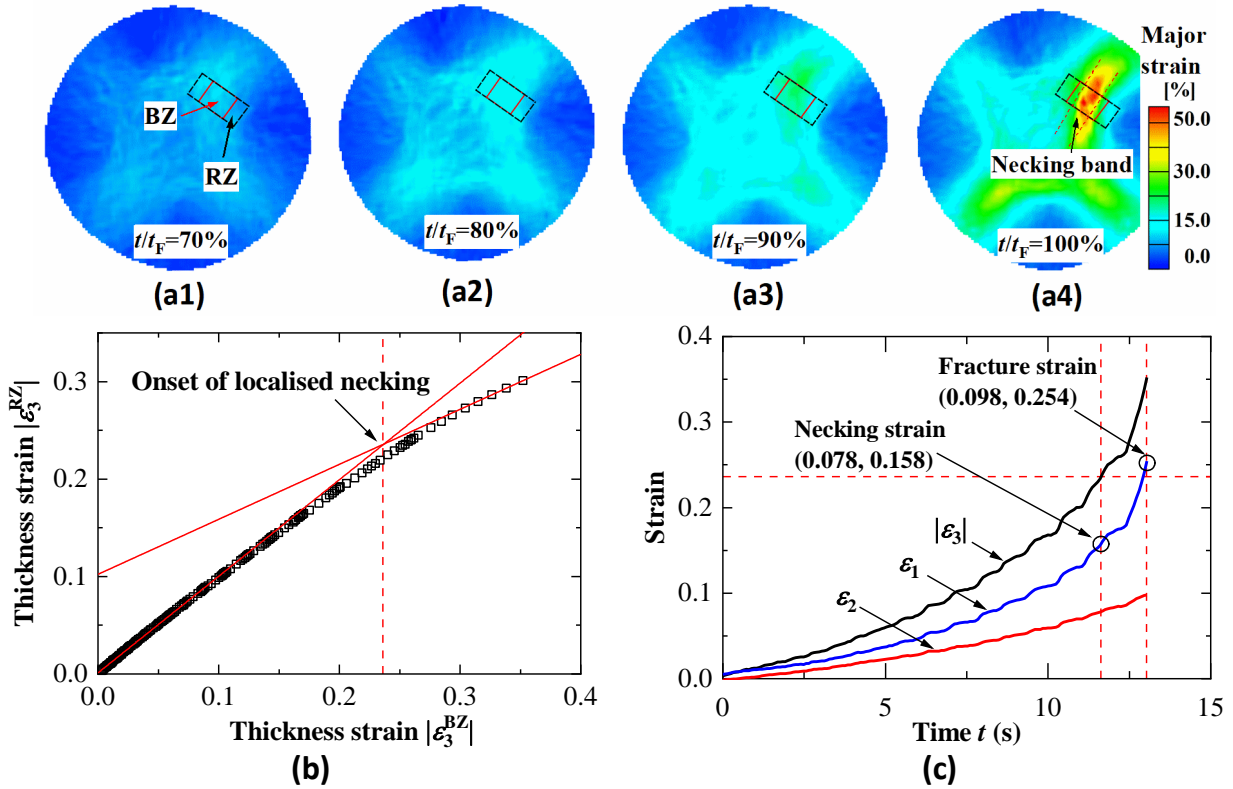 BZ
RZ
t/tF=70%
(a1)
t/tF=80%
(a2)
t/tF=90%
(a3)
Necking band
t/tF=100%
(a4)
Major
strain
[%]
50.0
30.0
15.0
0.0
Thickness strain |ε3^RZ|
0.3
0.2
0.1
0.0
Onset of localised necking
0.0 0.1 0.2 0.3 0.4
Thickness strain |ε3^BZ|
(b)
Strain
0.4
0.3
0.2
0.1
0.0
Fracture strain
(0.098, 0.254)
Necking strain
(0.078, 0.158)
|ε3|
ε1
ε2
0 5 10 15
Time t (s)
(c)